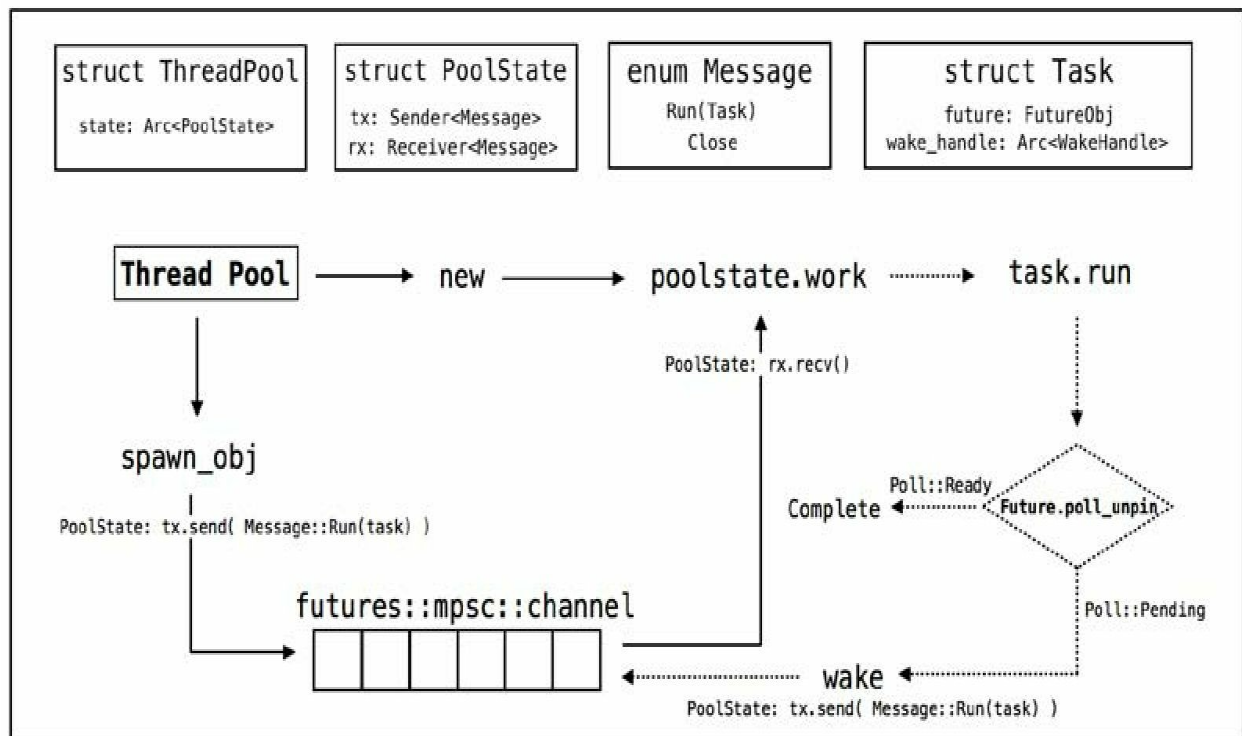 struct ThreadPool
state: Arc<PoolState>
struct PoolState
tx: Sender<Message>
rx: Receiver<Message>
enum Message
Run(Task)
Close
struct Task
future: FutureObj
wake_handle: Arc<WakeHandle>
Thread Pool
new
poolstate.work
task.run
PoolState: rx.recv()
spawn_obj
PoolState: tx.send( Message::Run(task) )
Poll::Ready
Complete
Future.poll_unpin
futures::mpsc::channel
Poll::Pending
wake
PoolState: tx.send( Message::Run(task) )